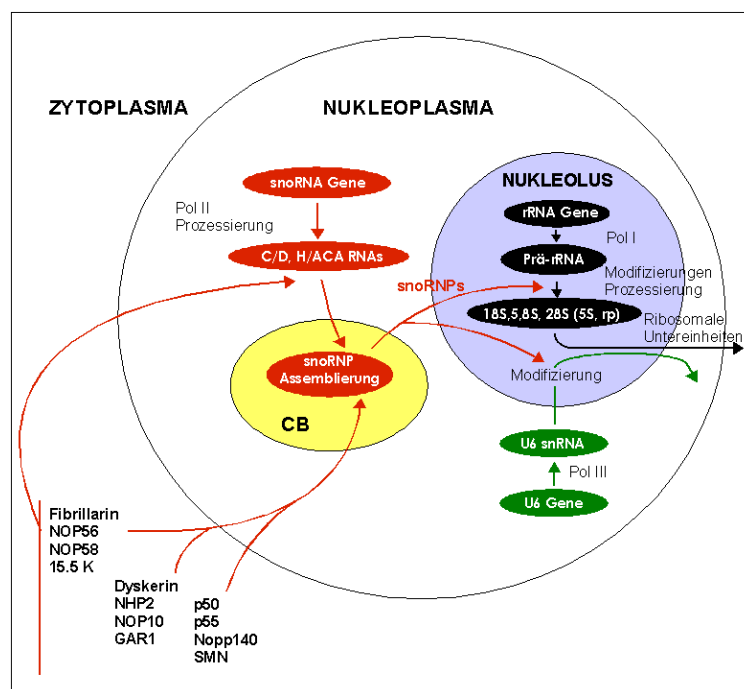 ZYTOPLASMA
NUKLEOPLASMA
snoRNA Gene
Pol II
Prozessierung
C/D, H/ACA RNAs
snoRNPs
snoRNP
Assemblierung
CB
NUKLEOLUS
rRNA Gene
Pol I
Prä-rRNA
Modifizierungen
Prozessierung
18S,5,8S, 28S (5S, rp)
Ribosomale
Untereinheiten
Modifizierung
U6 snRNA
Pol III
U6 Gene
Fibrillarin
NOP56
NOP58
15.5 K
Dyskerin
NHP2
NOP10
GAR1
p50
p55
Nopp140
SMN